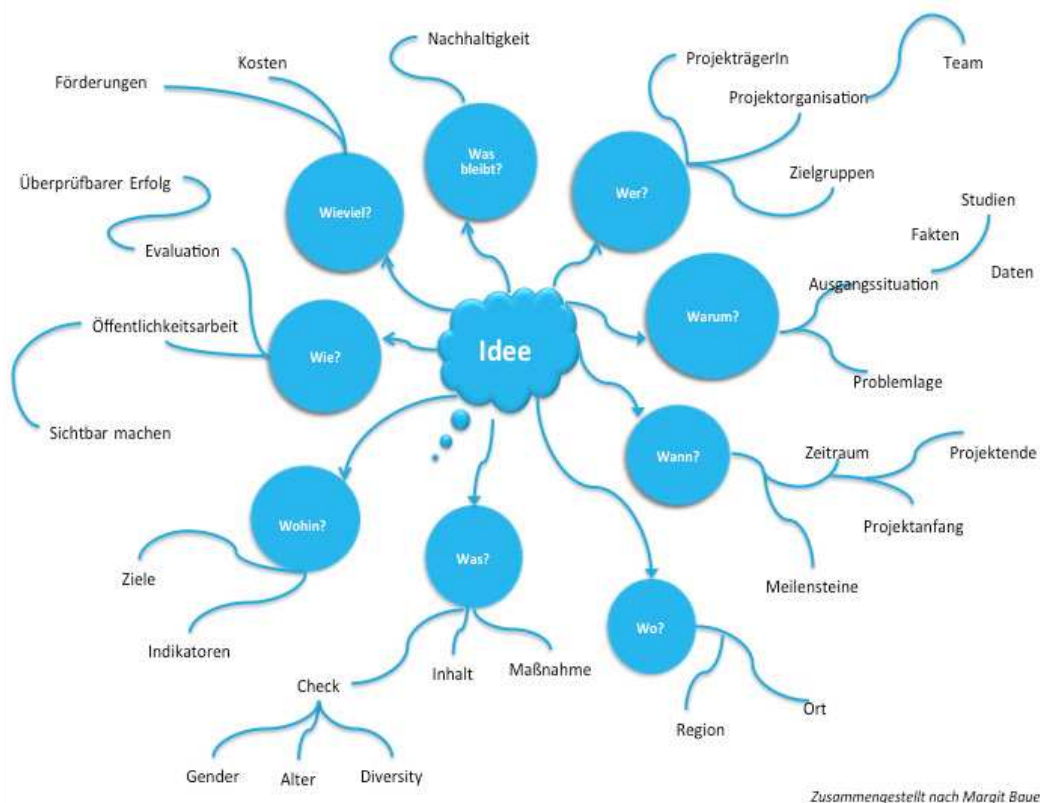 Nachhaltigkeit
ProjekträgerIn
Team
Kosten
Förderungen
Projektorganisation
Was
bleibt?
Überprüfbarer Erfolg
Wieviel?
Wer?
Zielgruppen
Studien
Fakten
Evaluation
Daten
Ausgangssituation
Öffentlichkeitsarbeit
Wie?
Idee
Warum?
Problemlage
Sichtbar machen
Wann?
Zeitraum
Projektende
Wohin?
Was?
Projektanfang
Ziele
Meilensteine
Wo?
Indikatoren
Inhalt
Maßnahme
Check
Region
Ort
Gender
Alter
Diversity
Zusammengestellt nach Margit Baue